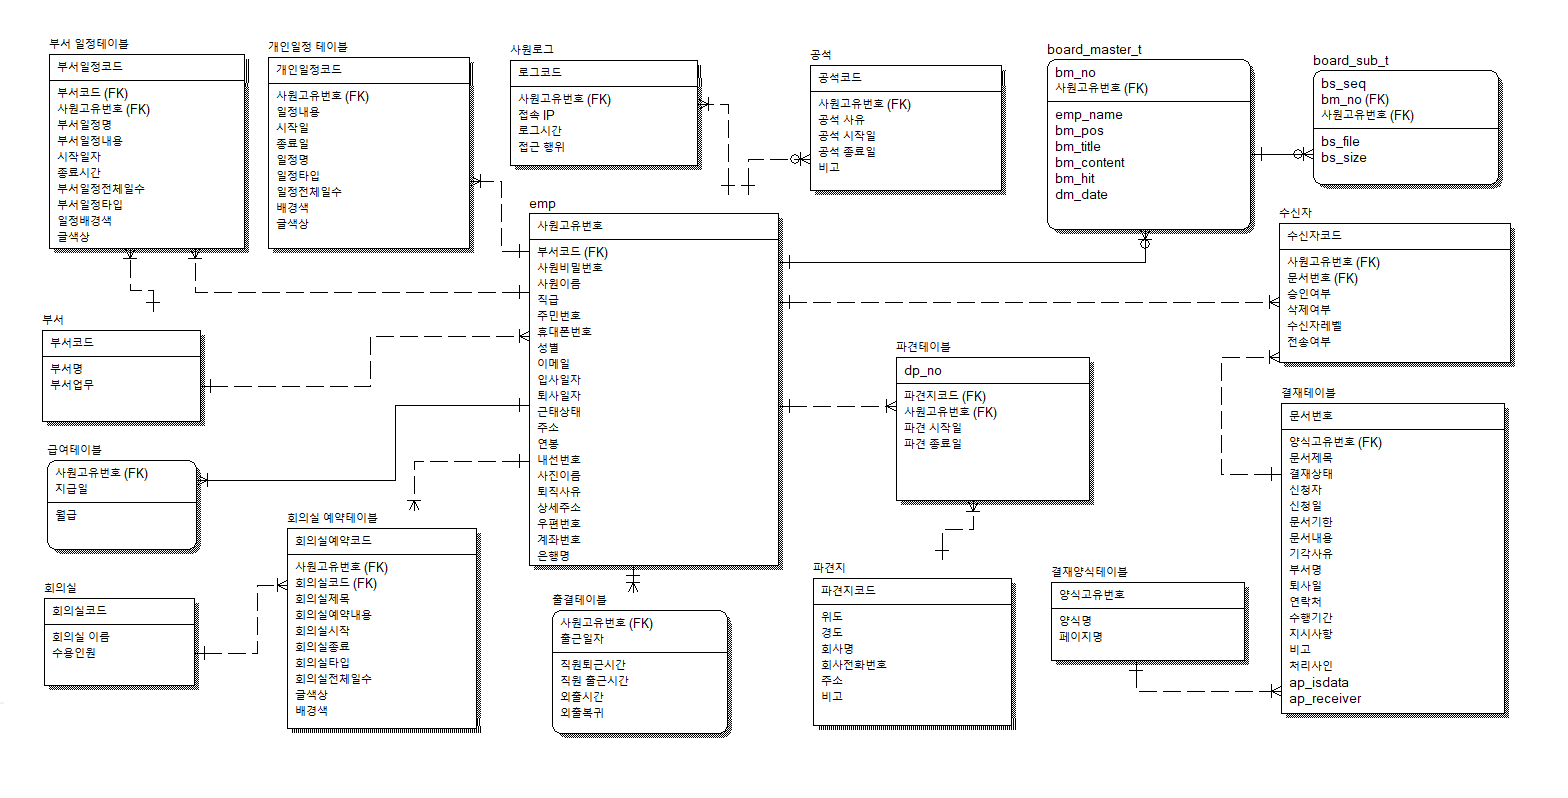 부서 일정테이블
부서일정코드
부서코드 (FK)
사원고유번호 (FK)
부서일정명
부서일정내용
시작일자
종료시간
부서일정전체일수
부서일정타입
일정배경색
글색상
개인일정 테이블
개인일정코드
사원고유번호 (FK)
일정내용
시작일
종료일
일정명
일정타입
일정전체일수
배경색
글색상
사원로그
로그코드
사원고유번호 (FK)
접속 IP
로그시간
접근 행위
공석
공석코드
사원고유번호 (FK)
공석 사유
공석 시작일
공석 종료일
비고
board_master_t
bm_no
사원고유번호 (FK)
emp_name
bm_pos
bm_title
bm_content
bm_hit
dm_date
board_sub_t
bs_seq
bm_no (FK)
사원고유번호 (FK)
bs_file
bs_size
emp
사원고유번호
부서코드 (FK)
사원비밀번호
사원이름
직급
주민번호
휴대폰번호
성별
이메일
입사일자
퇴사일자
근태상태
주소
연봉
내선번호
사진이름
퇴직사유
상세주소
우편번호
계좌번호
은행명
수신자
수신자코드
사원고유번호 (FK)
문서번호 (FK)
승인여부
삭제여부
수신자레벨
전송여부
부서
부서코드
부서명
부서업무
파견테이블
dp_no
파견지코드 (FK)
사원고유번호 (FK)
파견 시작일
파견 종료일
결재테이블
문서번호
양식고유번호 (FK)
문서제목
결재상태
신청자
신청일
문서기한
문서내용
기각사유
부서명
퇴사일
연락처
수행기간
지시사항
비고
처리사인
ap_isdata
ap_receiver
급여테이블
사원고유번호 (FK)
지급일
월급
회의실 예약테이블
회의실예약코드
사원고유번호 (FK)
회의실코드 (FK)
회의실제목
회의실예약내용
회의실시작
회의실종료
회의실타입
회의실전체일수
글색상
배경색
회의실
회의실코드
회의실 이름
수용인원
출결테이블
사원고유번호 (FK)
출근일자
직원퇴근시간
직원 출근시간
외출시간
외출복귀
파견지
파견지코드
위도
경도
회사명
회사전화번호
주소
비고
결재양식테이블
양식고유번호
양식명
페이지명